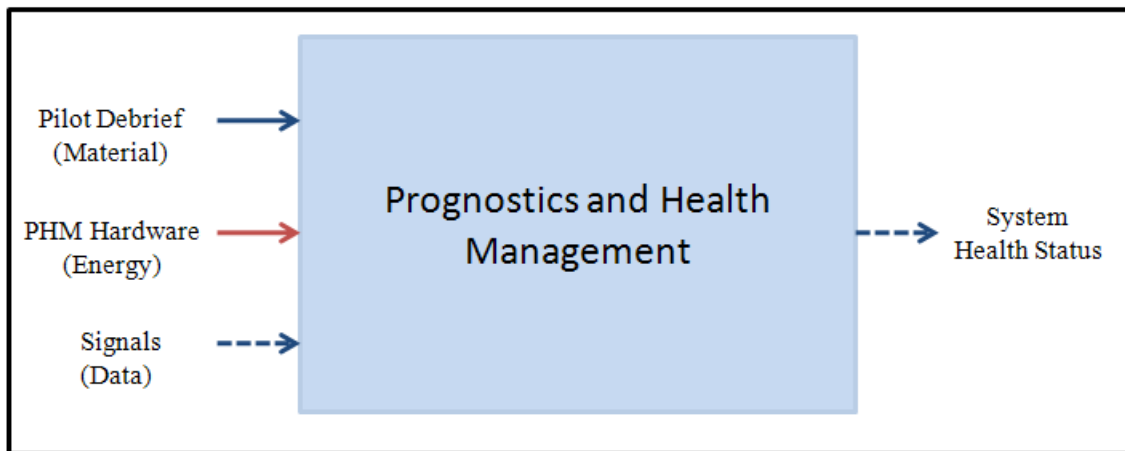 Pilot Debrief
(Material)
PHM Hardware
(Energy)
Signals
(Data)
Prognostics and Health
Management
System
Health Status